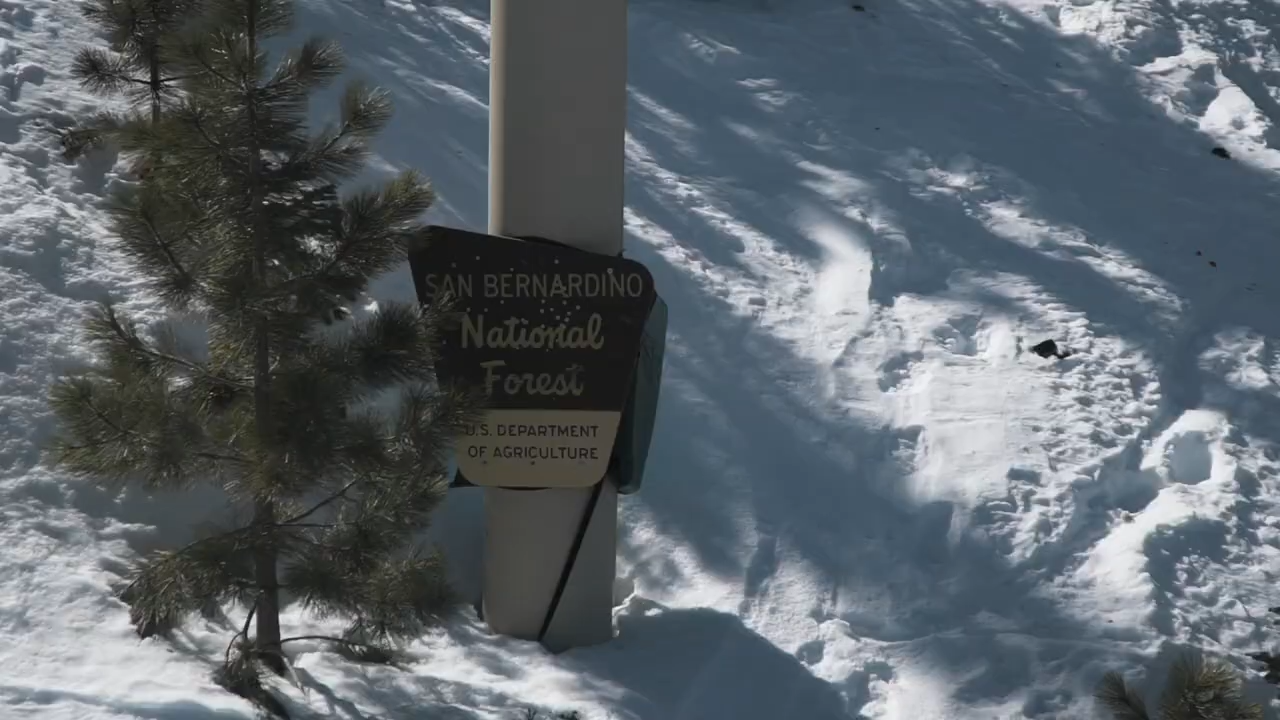 SAN BERNARDINO
National
Forest
U.S. DEPARTMENT
OF AGRICULTURE